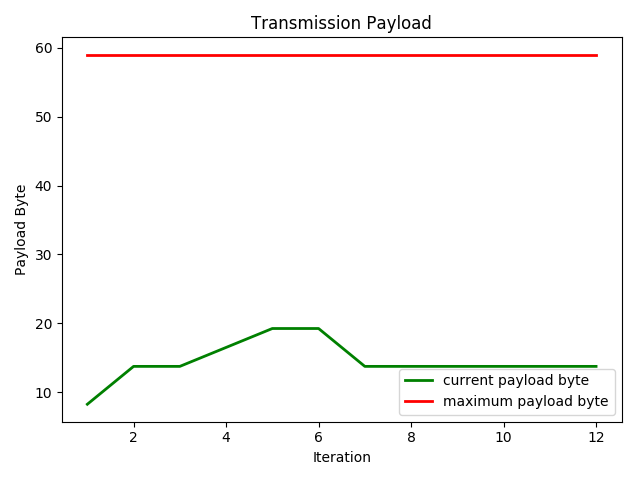 Transmission Payload
60
50
40
30
20
10
Payload Byte
current payload byte
maximum payload byte
2 4 6 8 10 12
Iteration